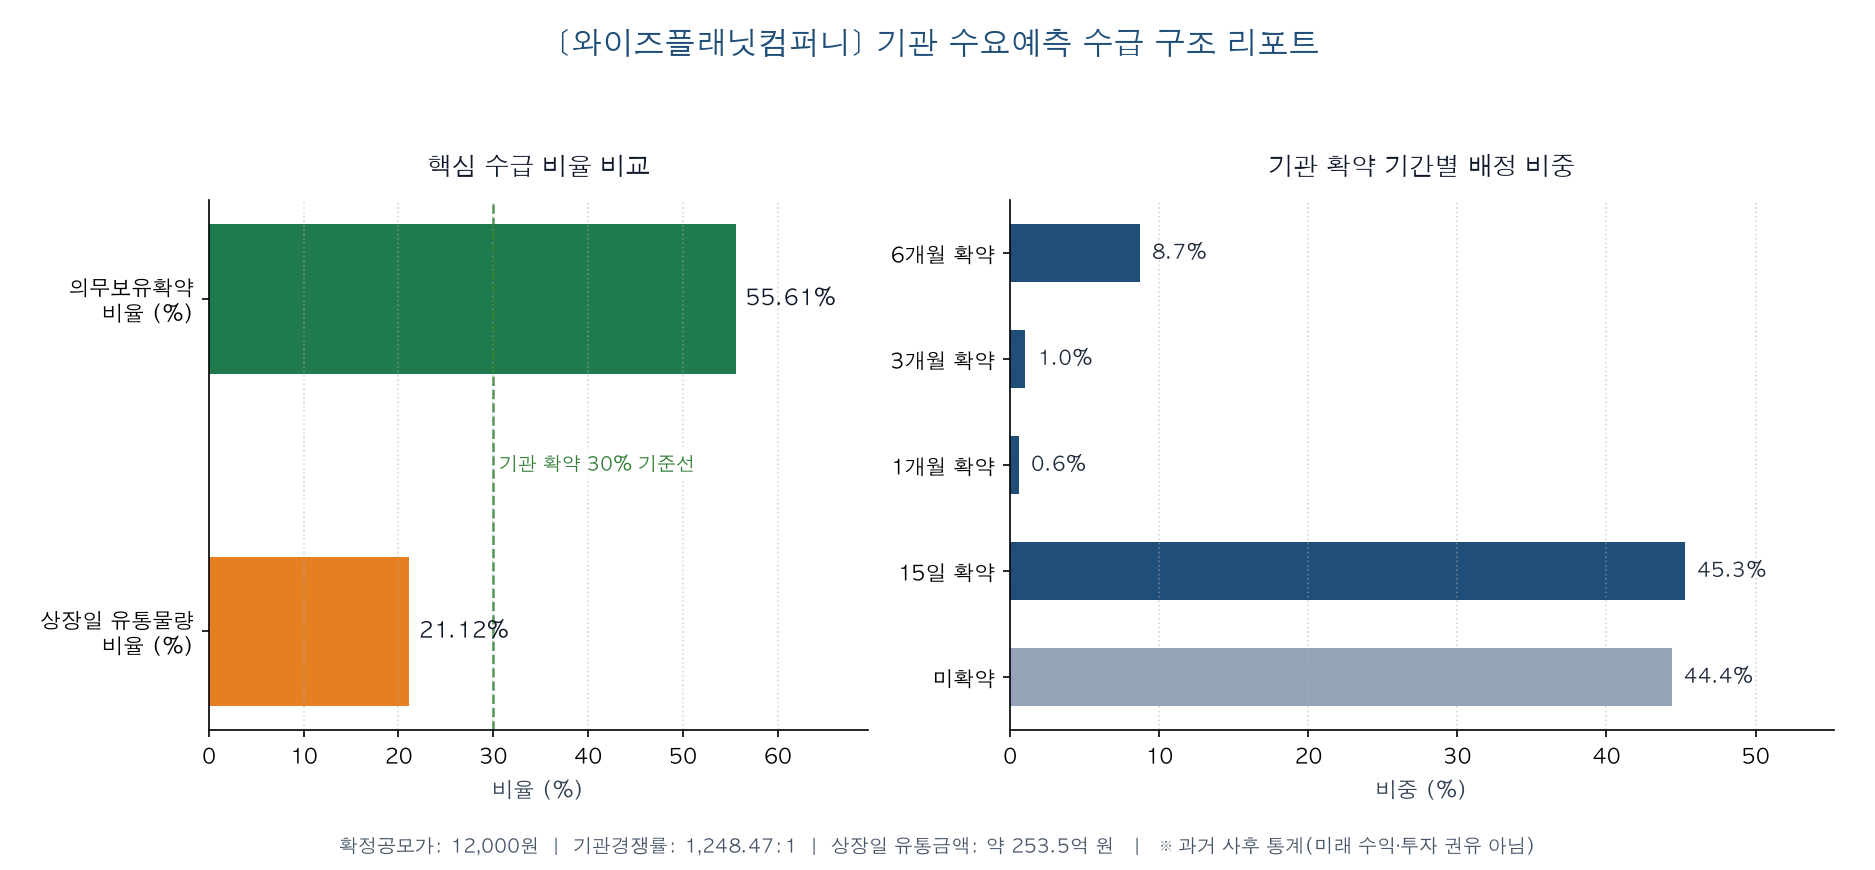 [와이즈플래닛컴퍼니] 기관 수요예측 수급 구조 리포트
핵심 수급 비율 비교
의무보유확약
비율 (%)
55.61%
기관 확약 30% 기준선
상장일 유통물량
비율 (%)
21.12%
0 10 20 30 40 50 60
비율 (%)
기관 확약 기간별 배정 비중
6개월 확약 8.7%
3개월 확약 1.0%
1개월 확약 0.6%
15일 확약 45.3%
미확약 44.4%
0 10 20 30 40 50
비중 (%)
확정공모가: 12,000원 | 기관경쟁률: 1,248.47:1 | 상장일 유통금액: 약 253.5억 원 | ※ 과거 사후 통계(미래 수익·투자 권유 아님)